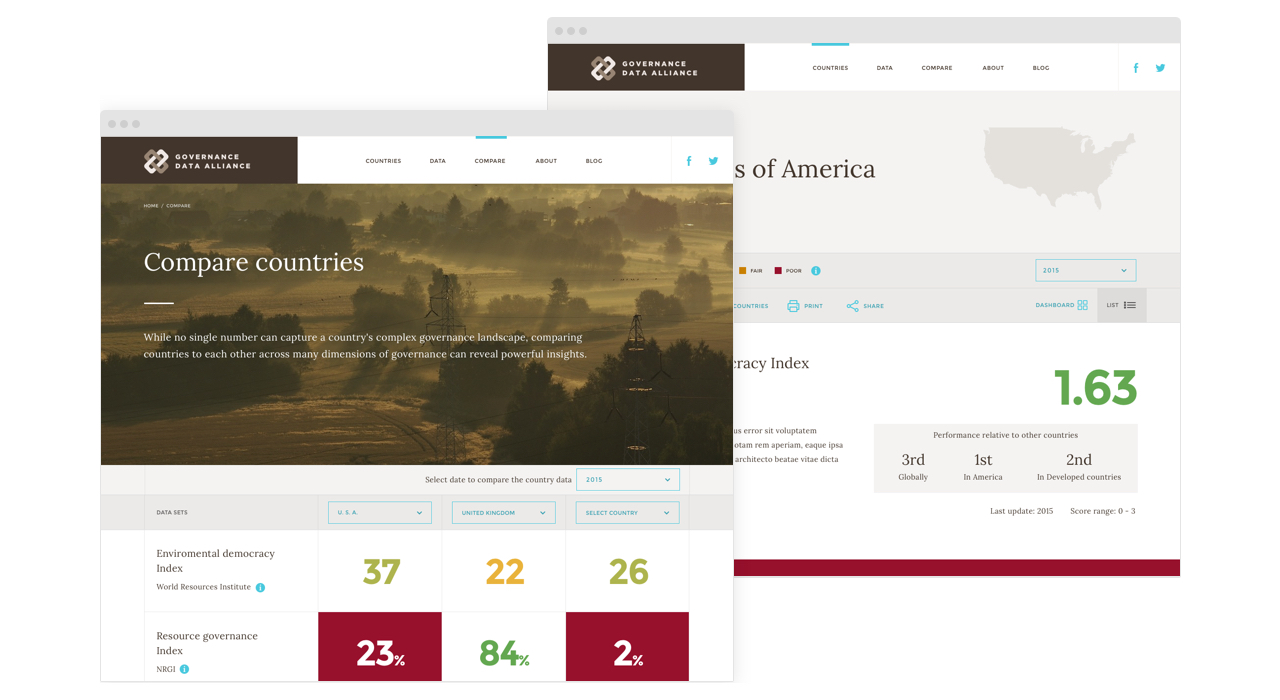 GOVERNANCE
DATA ALLIANCE
COUNTRIES DATA COMPARE ABOUT BLOG
s of America
FAIR POOR
2015
COUNTRIES PRINT SHARE
DASHBOARD LIST
cracy Index
1.63
us error sit voluptatem
otam rem aperiam, eaque ipsa
architecto beatae vitae dicta
Performance relative to other countries
3rd 1st 2nd
Globally In America In Developed countries
Last update: 2015 Score range: 0 - 3
GOVERNANCE
DATA ALLIANCE
COUNTRIES DATA COMPARE ABOUT BLOG
HOME / COMPARE
Compare countries
While no single number can capture a country's complex governance landscape, comparing
countries to each other across many dimensions of governance can reveal powerful insights.
Select date to compare the country data 2015
DATA SETS U. S. A. UNITED KINGDOM SELECT COUNTRY
Enviromental democracy
Index
World Resources Institute
37 22 26
Resource governance
Index
NRGI
23% 84% 2%